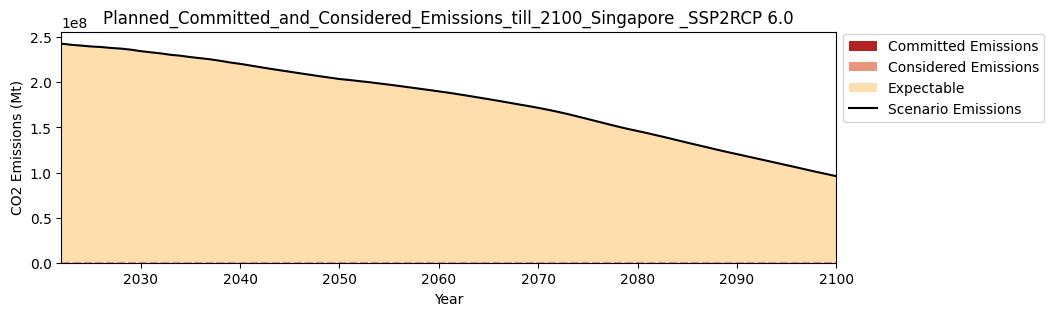 Planned_Committed_and_Considered_Emissions_till_2100_Singapore _SSP2RCP 6.0
1e8
2.5
2.0
1.5
1.0
0.5
0.0
CO2 Emissions (Mt)
2030 2040 2050 2060 2070 2080 2090 2100
Year
Committed Emissions
Considered Emissions
Expectable
Scenario Emissions